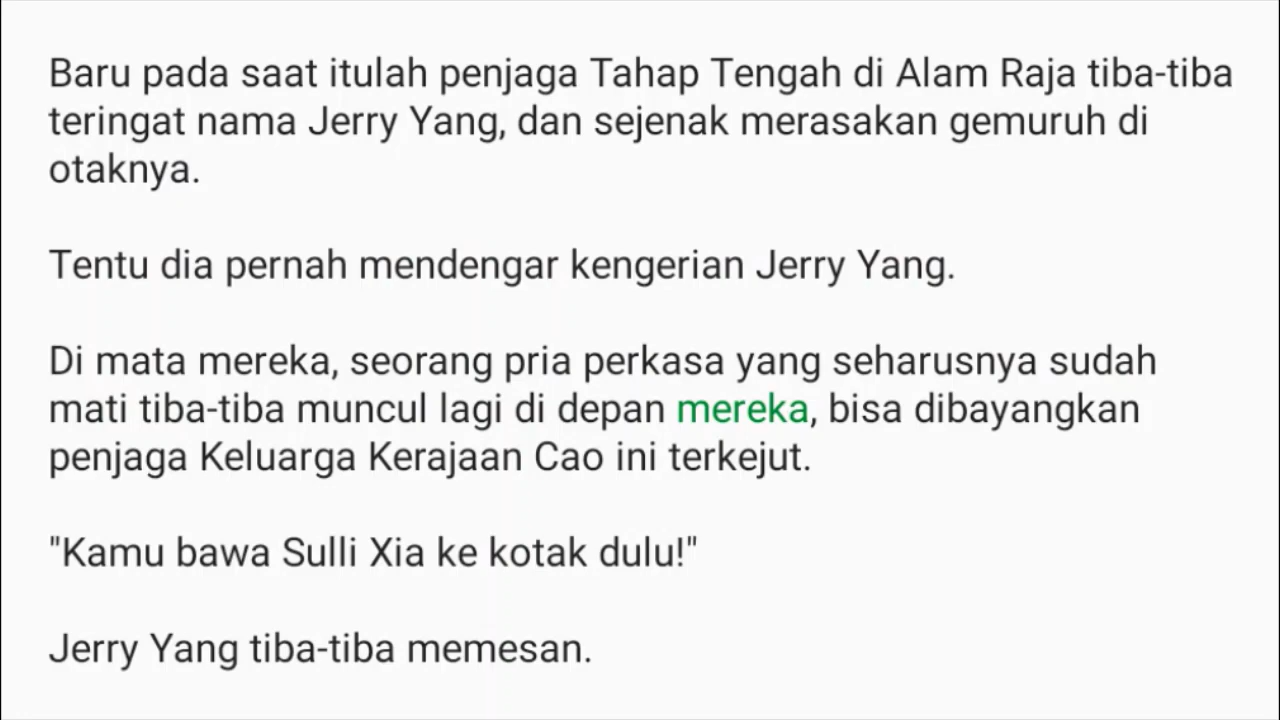 Baru pada saat itulah penjaga Tahap Tengah di Alam Raja tiba-tiba
teringat nama Jerry Yang, dan sejenak merasakan gemuruh di
otaknya.
Tentu dia pernah mendengar kengerian Jerry Yang.
Di mata mereka, seorang pria perkasa yang seharusnya sudah
mati tiba-tiba muncul lagi di depan mereka, bisa dibayangkan
penjaga Keluarga Kerajaan Cao ini terkejut.
"Kamu bawa Sulli Xia ke kotak dulu!"
Jerry Yang tiba-tiba memesan.